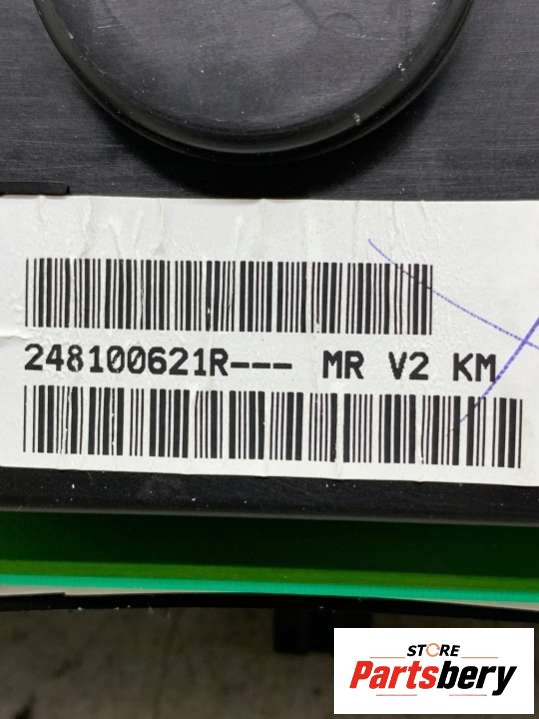 248100621R--- MR V2 KM
STORE
Partsbery